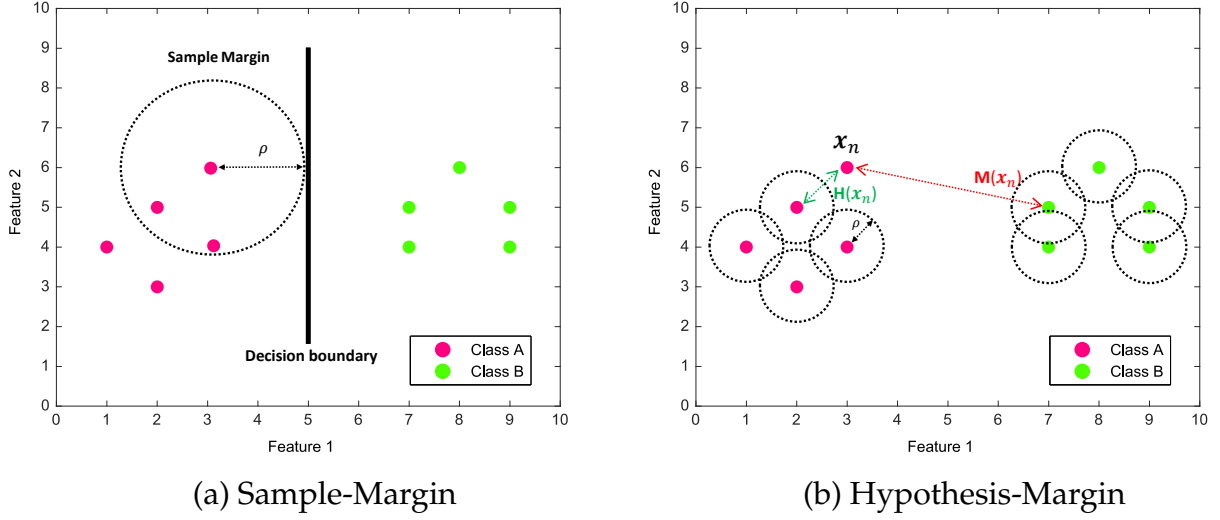 10
9
8
7
6
5
4
3
2
1
0
Feature 2
Sample Margin
ρ
Decision boundary
Class A
Class B
0 1 2 3 4 5 6 7 8 9 10
Feature 1
(a) Sample-Margin
10
9
8
7
6
5
4
3
2
1
0
Feature 2
xₙ
H(xₙ)
M(xₙ)
ρ
Class A
Class B
0 1 2 3 4 5 6 7 8 9 10
Feature 1
(b) Hypothesis-Margin